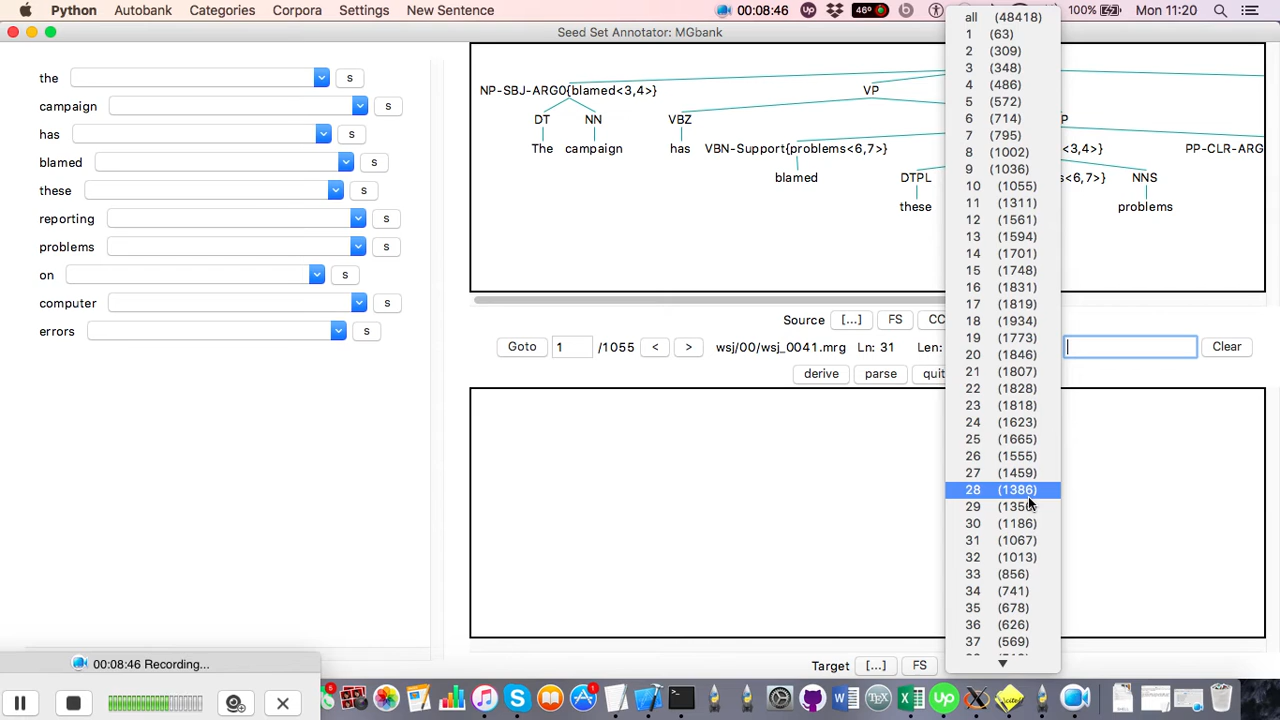 Python Autobank Categories Corpora Settings New Sentence 00:08:46 46° 100% Mon 11:20
Seed Set Annotator: MGbank
the s
campaign s
has s
blamed s
these s
reporting s
problems s
on s
computer s
errors s
NP-SBJ-ARG0{blamed<3,4>} VP
DT NN VBZ P
The campaign has VBN-Support{problems<6,7>} 3,4>} PP-CLR-ARG
blamed DTPL s<6,7>} NNS
these problems
Source [...] FS CC
Goto 1 /1055 < > wsj/00/wsj_0041.mrg Ln: 31 Len: Clear
derive parse quit
Target [...] FS
all (48418)
1 (63)
2 (309)
3 (348)
4 (486)
5 (572)
6 (714)
7 (795)
8 (1002)
9 (1036)
10 (1055)
11 (1311)
12 (1561)
13 (1594)
14 (1701)
15 (1748)
16 (1831)
17 (1819)
18 (1934)
19 (1773)
20 (1846)
21 (1807)
22 (1828)
23 (1818)
24 (1623)
25 (1665)
26 (1555)
27 (1459)
28 (1386)
29
30 (1186)
31 (1067)
32 (1013)
33 (856)
34 (741)
35 (678)
36 (626)
37 (569)
00:08:46 Recording...